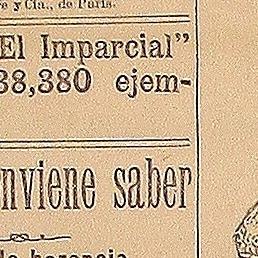 e y Cía., de París.
El Imparcial”
38,380 ejem-
nviene saber